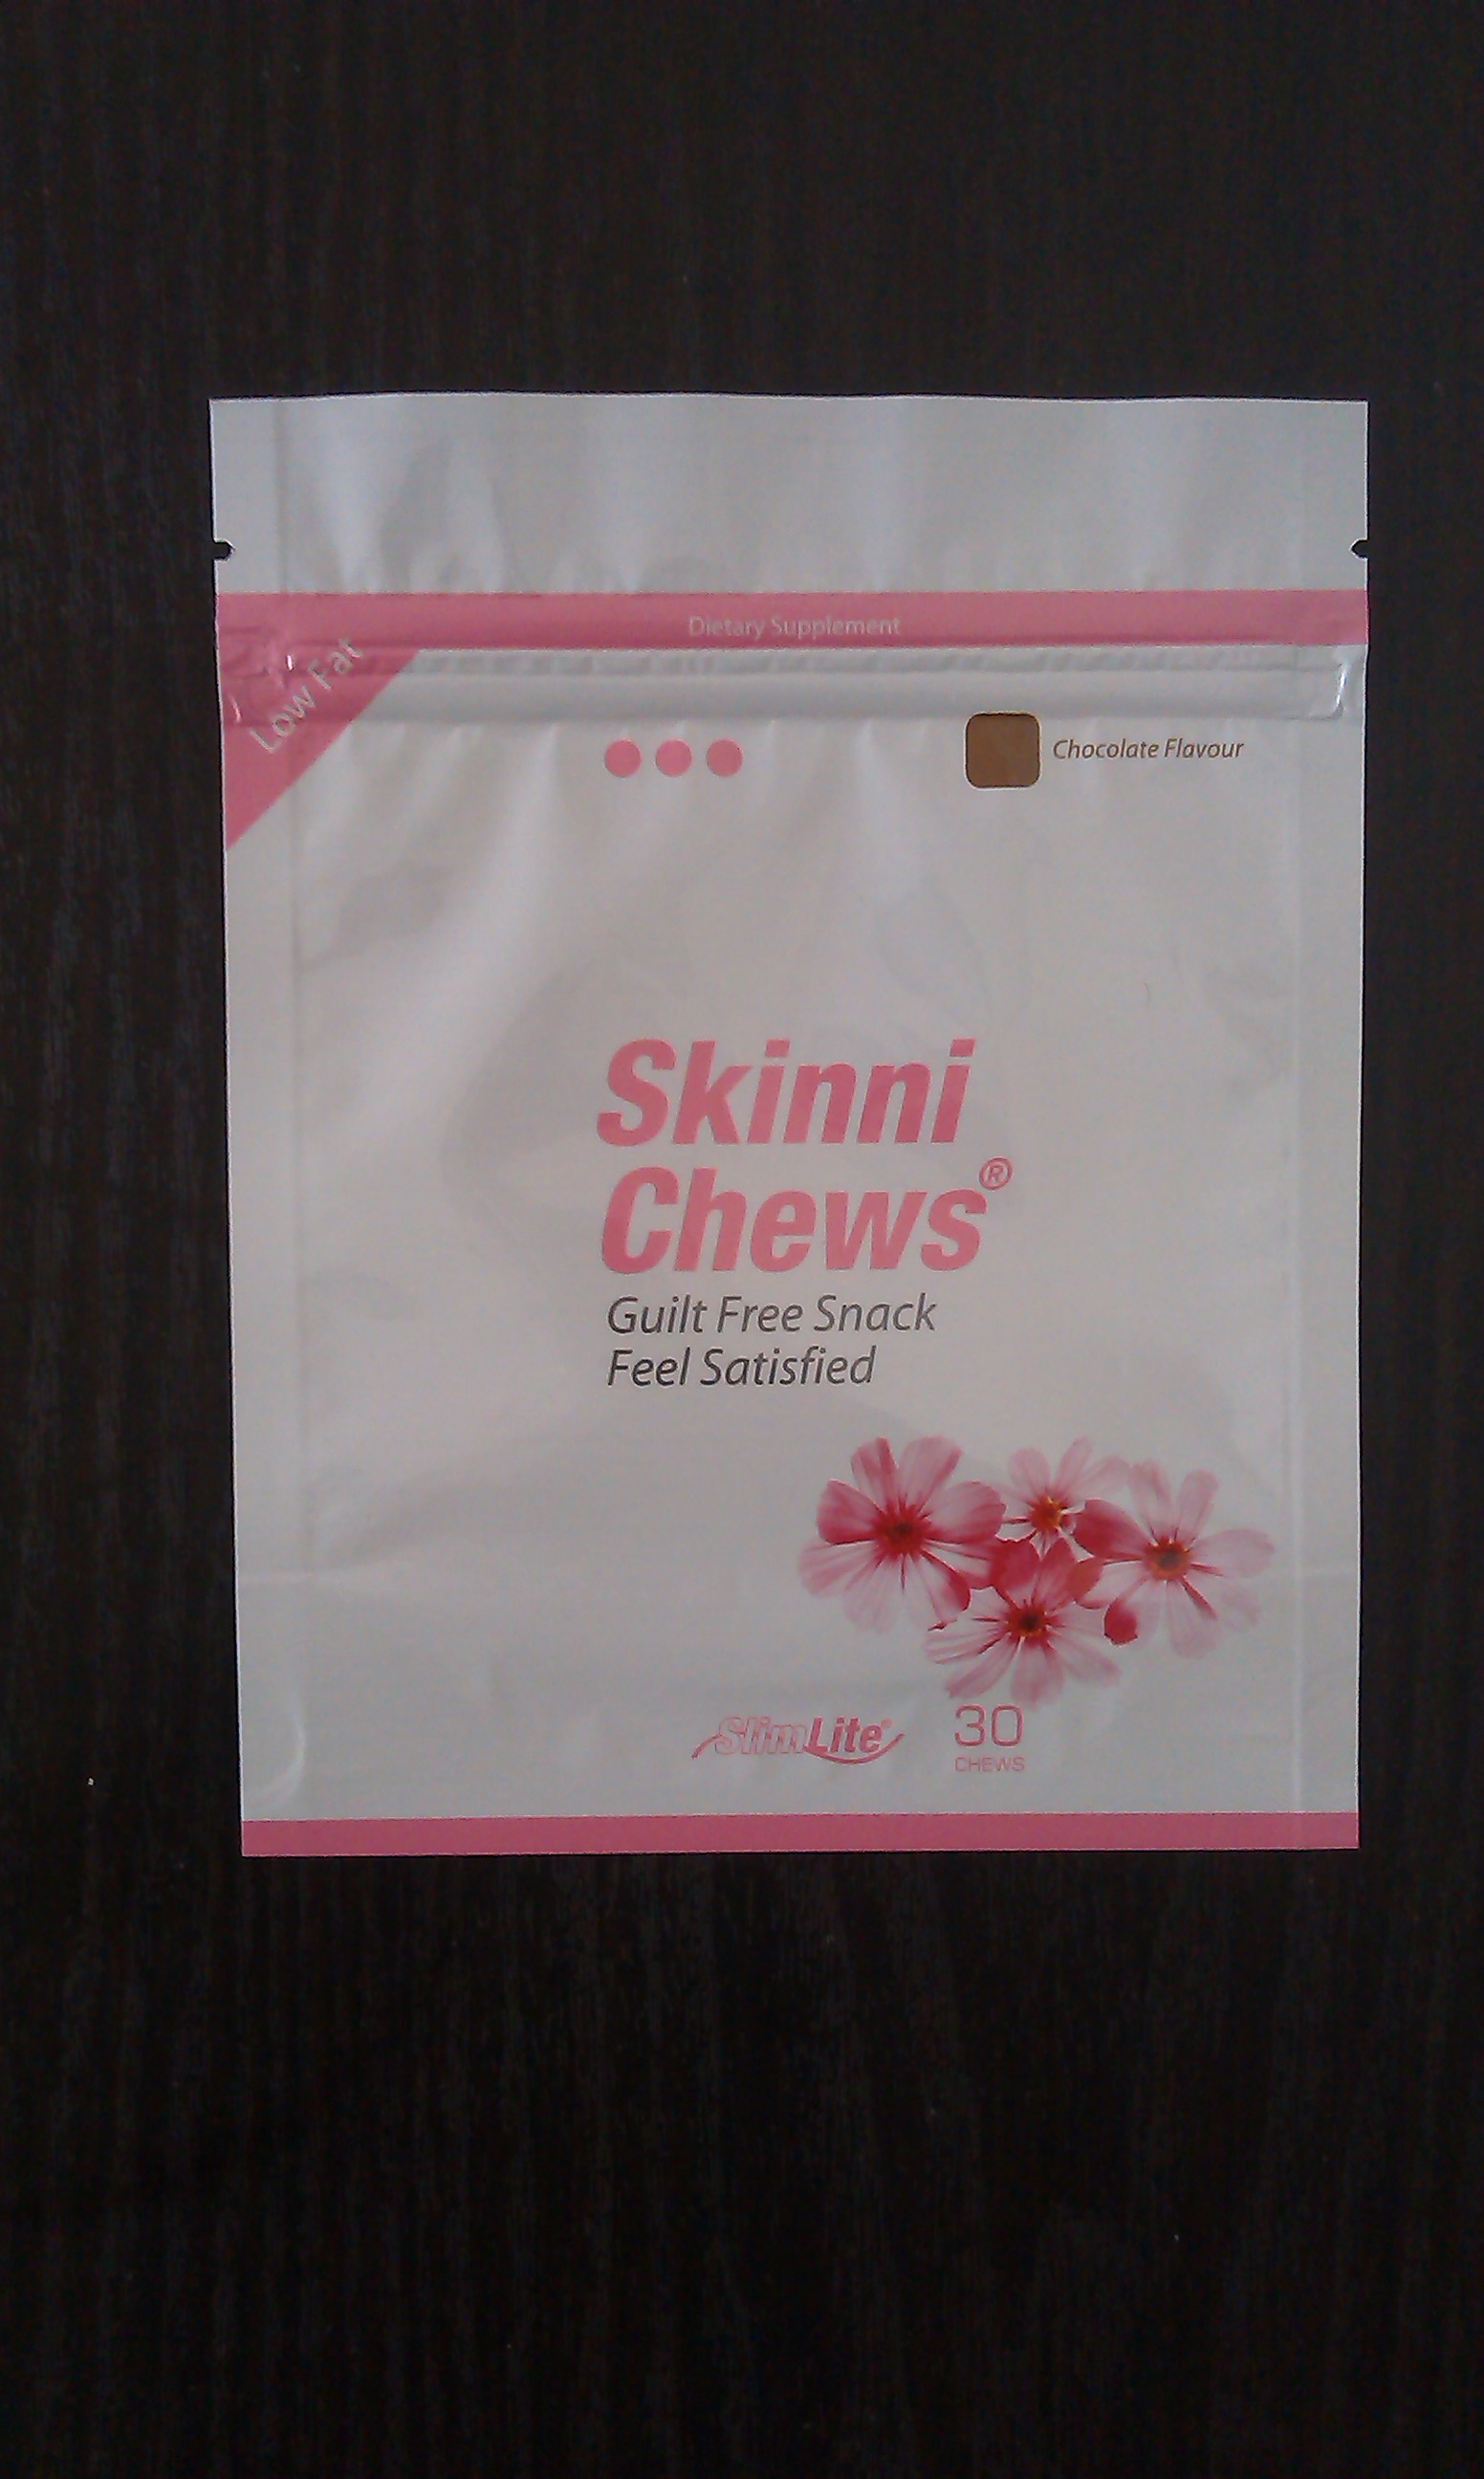 Dietary Supplement
Low Fat
Chocolate Flavour
Skinni
Chews®
Guilt Free Snack
Feel Satisfied
SlimLite®
30
CHEWS